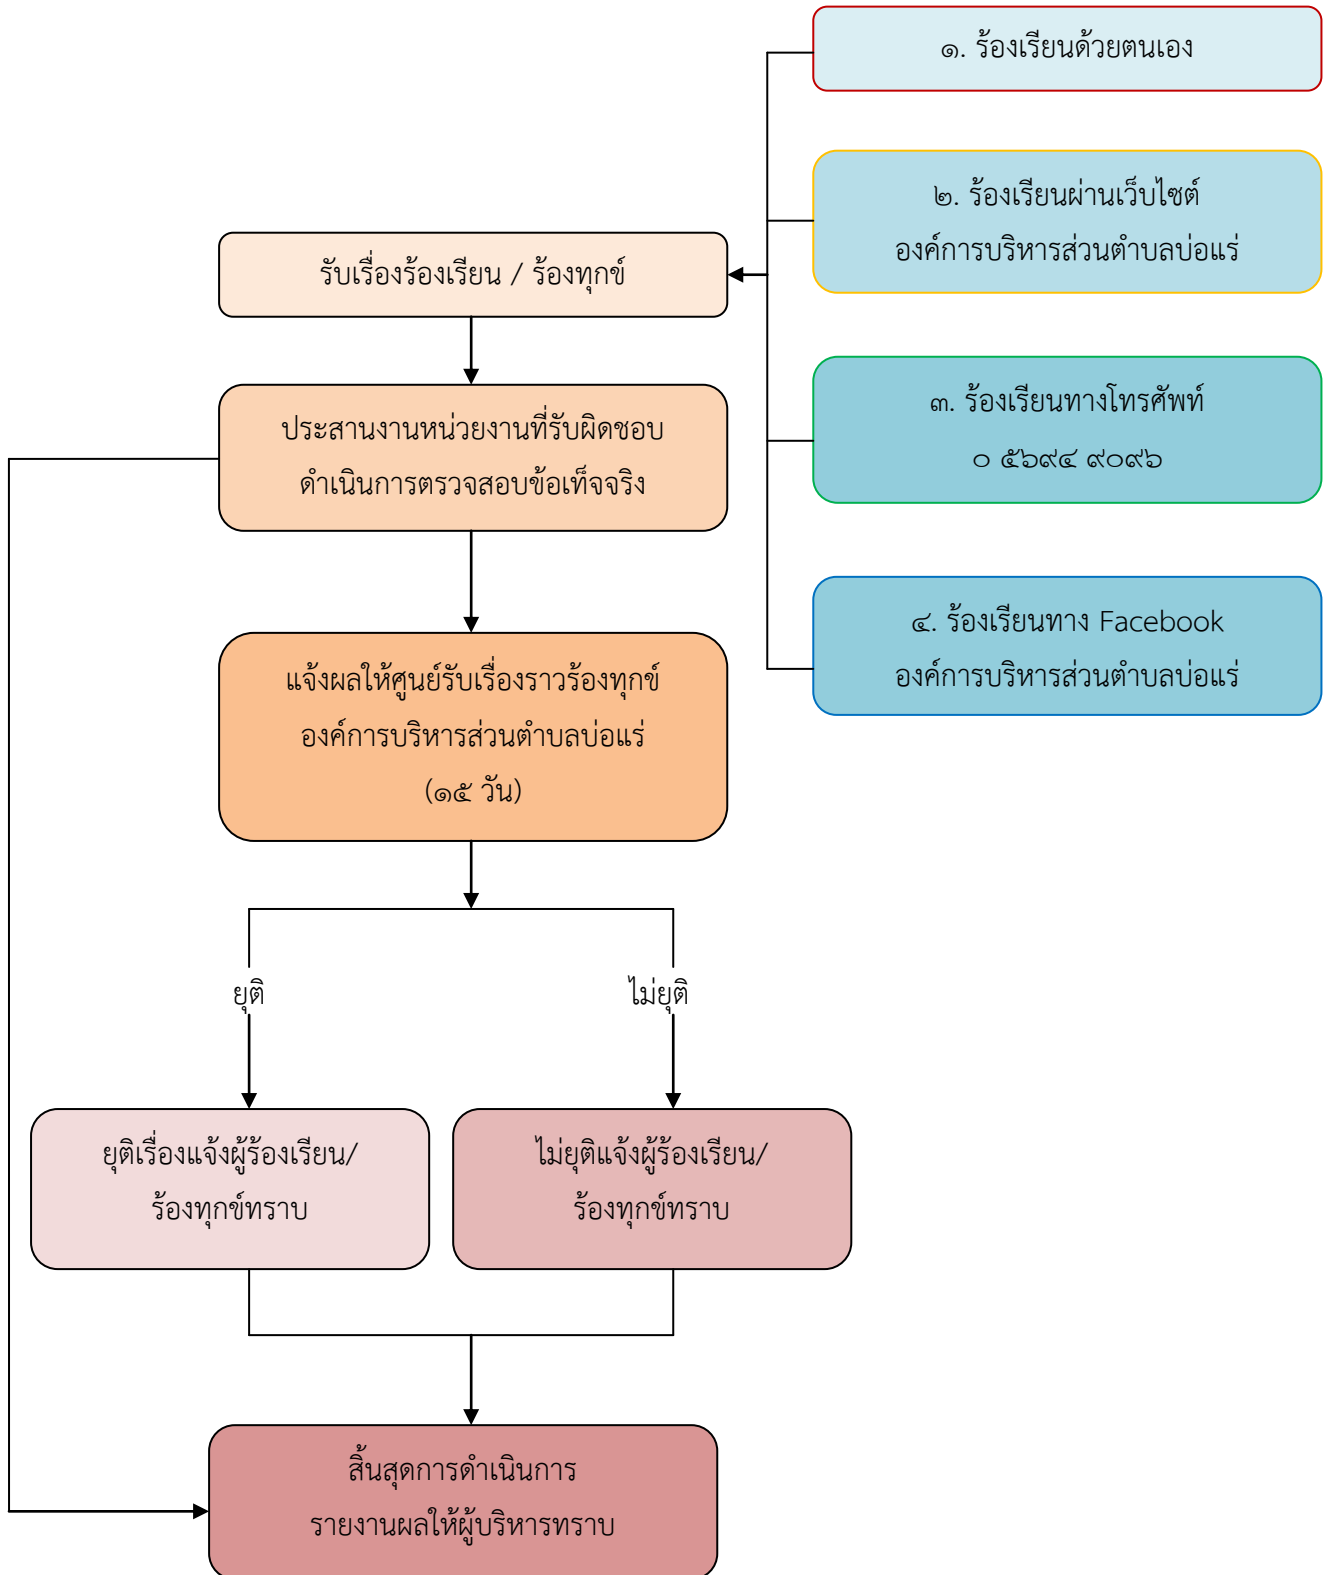 ๑. ร้องเรียนด้วยตนเอง
๒. ร้องเรียนผ่านเว็บไซต์
องค์การบริหารส่วนตำบลบ่อแร่
รับเรื่องร้องเรียน / ร้องทุกข์
๓. ร้องเรียนทางโทรศัพท์
๐ ๕๖๙๔ ๙๐๙๖
ประสานงานหน่วยงานที่รับผิดชอบ
ดำเนินการตรวจสอบข้อเท็จจริง
๔. ร้องเรียนทาง Facebook
องค์การบริหารส่วนตำบลบ่อแร่
แจ้งผลให้ศูนย์รับเรื่องราวร้องทุกข์
องค์การบริหารส่วนตำบลบ่อแร่
(๑๕ วัน)
ยุติ
ไม่ยุติ
ยุติเรื่องแจ้งผู้ร้องเรียน/
ร้องทุกข์ทราบ
ไม่ยุติแจ้งผู้ร้องเรียน/
ร้องทุกข์ทราบ
สิ้นสุดการดำเนินการ
รายงานผลให้ผู้บริหารทราบ